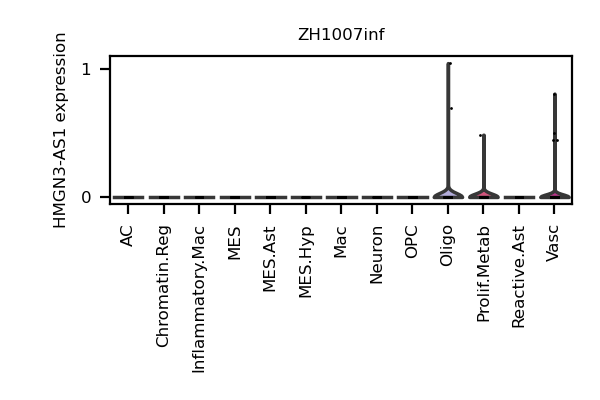 ZH1007inf
HMGN3-AS1 expression
1
0
AC
Chromatin.Reg
Inflammatory.Mac
MES
MES.Ast
MES.Hyp
Mac
Neuron
OPC
Oligo
Prolif.Metab
Reactive.Ast
Vasc